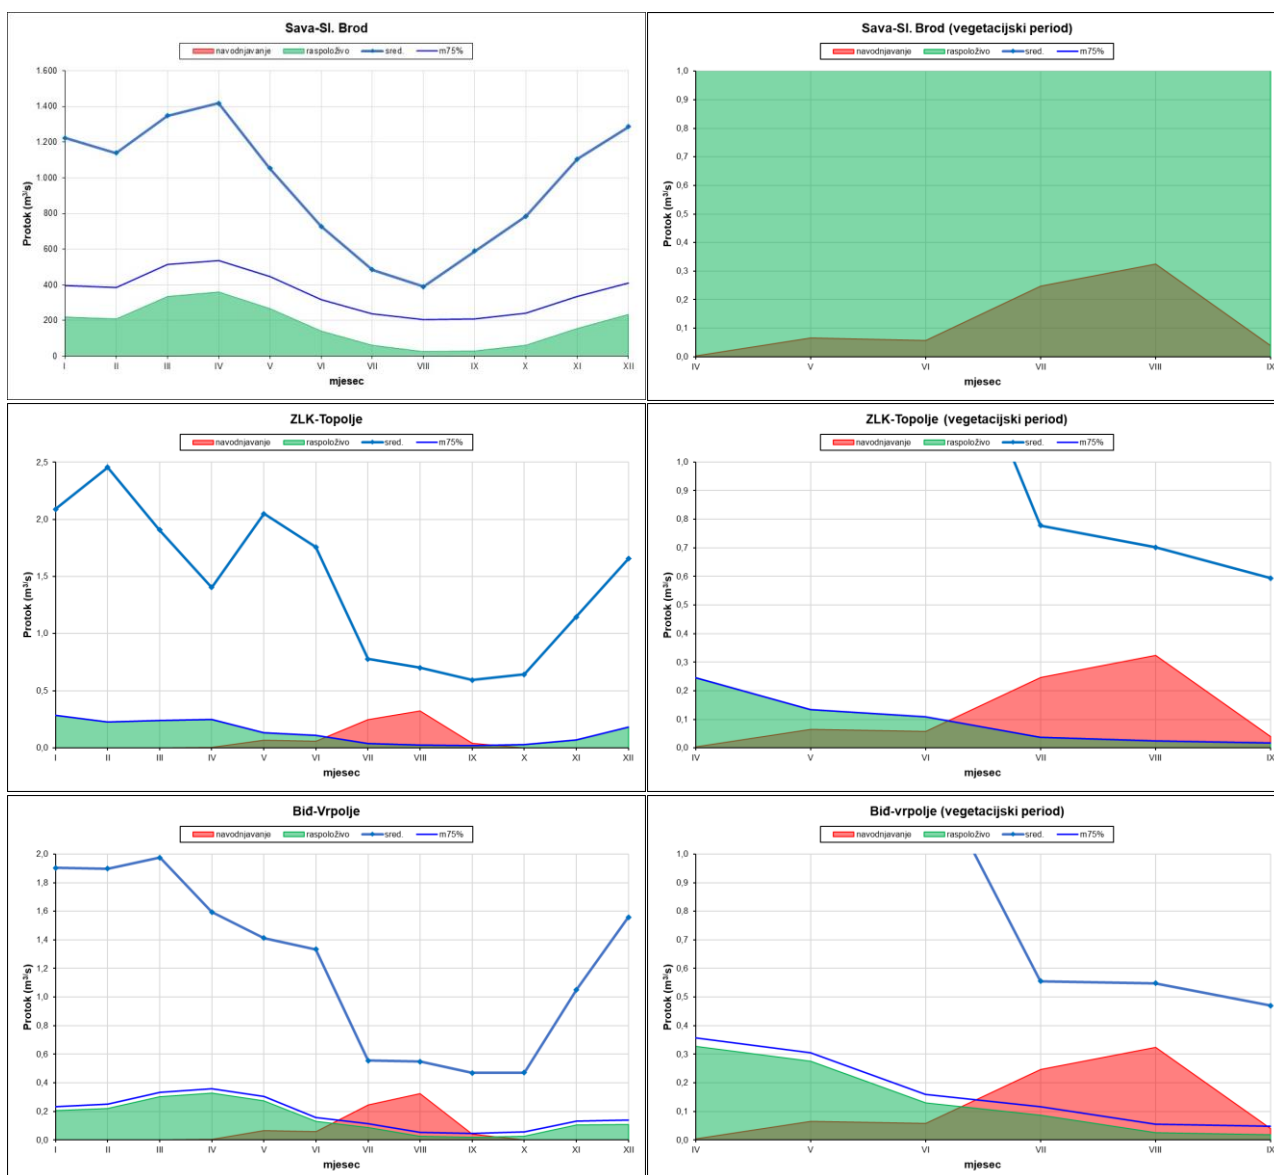 Sava-Sl. Brod
navodnjavanje raspoloživo sred. m75%
Protok (m³/s)
1.600
1.400
1.200
1.000
800
600
400
200
0
I II III IV V VI VII VIII IX X XI XII
mjesec
Sava-Sl. Brod (vegetacijski period)
navodnjavanje raspoloživo sred. m75%
Protok (m³/s)
1,0
0,9
0,8
0,7
0,6
0,5
0,4
0,3
0,2
0,1
0,0
IV V VI VII VIII IX
mjesec
ZLK-Topolje
navodnjavanje raspoloživo sred. m75%
Protok (m³/s)
2,5
2,0
1,5
1,0
0,5
0,0
I II III IV V VI VII VIII IX X XI XII
mjesec
ZLK-Topolje (vegetacijski period)
navodnjavanje raspoloživo sred. m75%
Protok (m³/s)
1,0
0,9
0,8
0,7
0,6
0,5
0,4
0,3
0,2
0,1
0,0
IV V VI VII VIII IX
mjesec
Biđ-Vrpolje
navodnjavanje raspoloživo sred. m75%
Protok (m³/s)
2,0
1,8
1,6
1,4
1,2
1,0
0,8
0,6
0,4
0,2
0,0
I II III IV V VI VII VIII IX X XI XII
mjesec
Biđ-vrpolje (vegetacijski period)
navodnjavanje raspoloživo sred. m75%
Protok (m³/s)
1,0
0,9
0,8
0,7
0,6
0,5
0,4
0,3
0,2
0,1
0,0
IV V VI VII VIII IX
mjesec